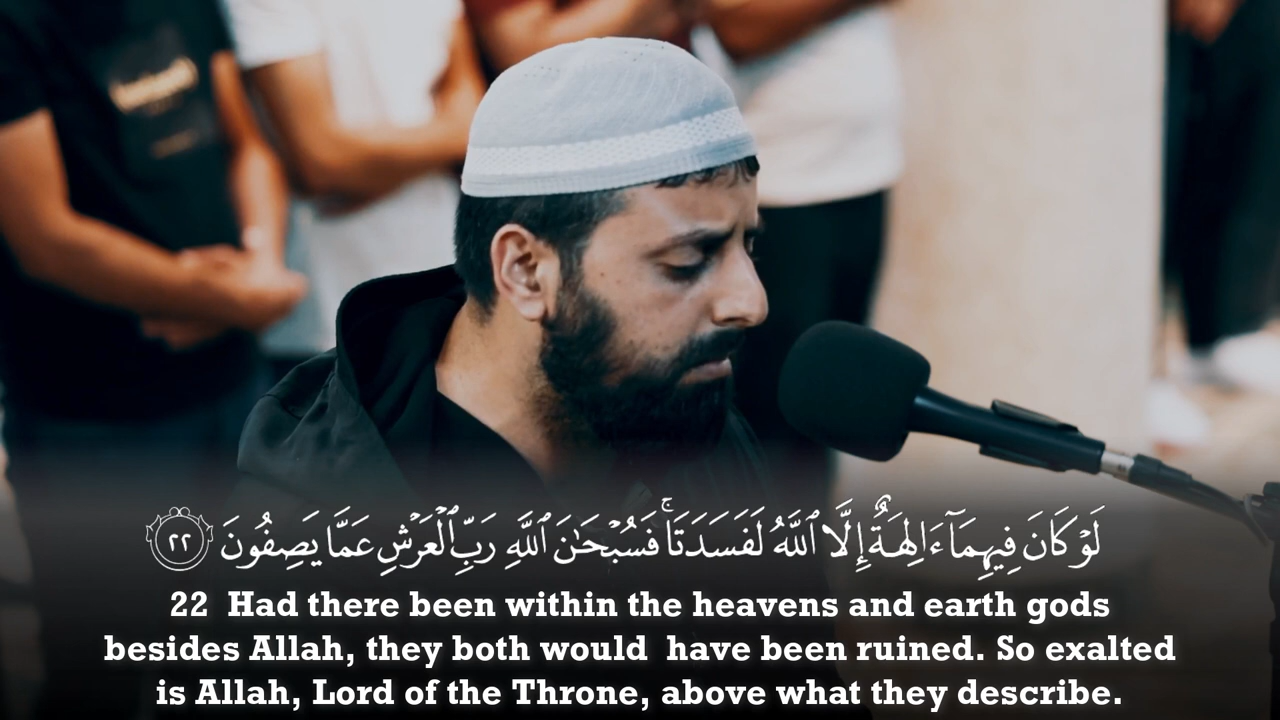 لَوۡ كَانَ فِيهِمَآ ءَالِهَةٌ إِلَّا ٱللَّهُ لَفَسَدَتَاۚ فَسُبۡحَٰنَ ٱللَّهِ رَبِّ ٱلۡعَرۡشِ عَمَّا يَصِفُونَ ٢٢
22 Had there been within the heavens and earth gods
besides Allah, they both would have been ruined. So exalted
is Allah, Lord of the Throne, above what they describe.